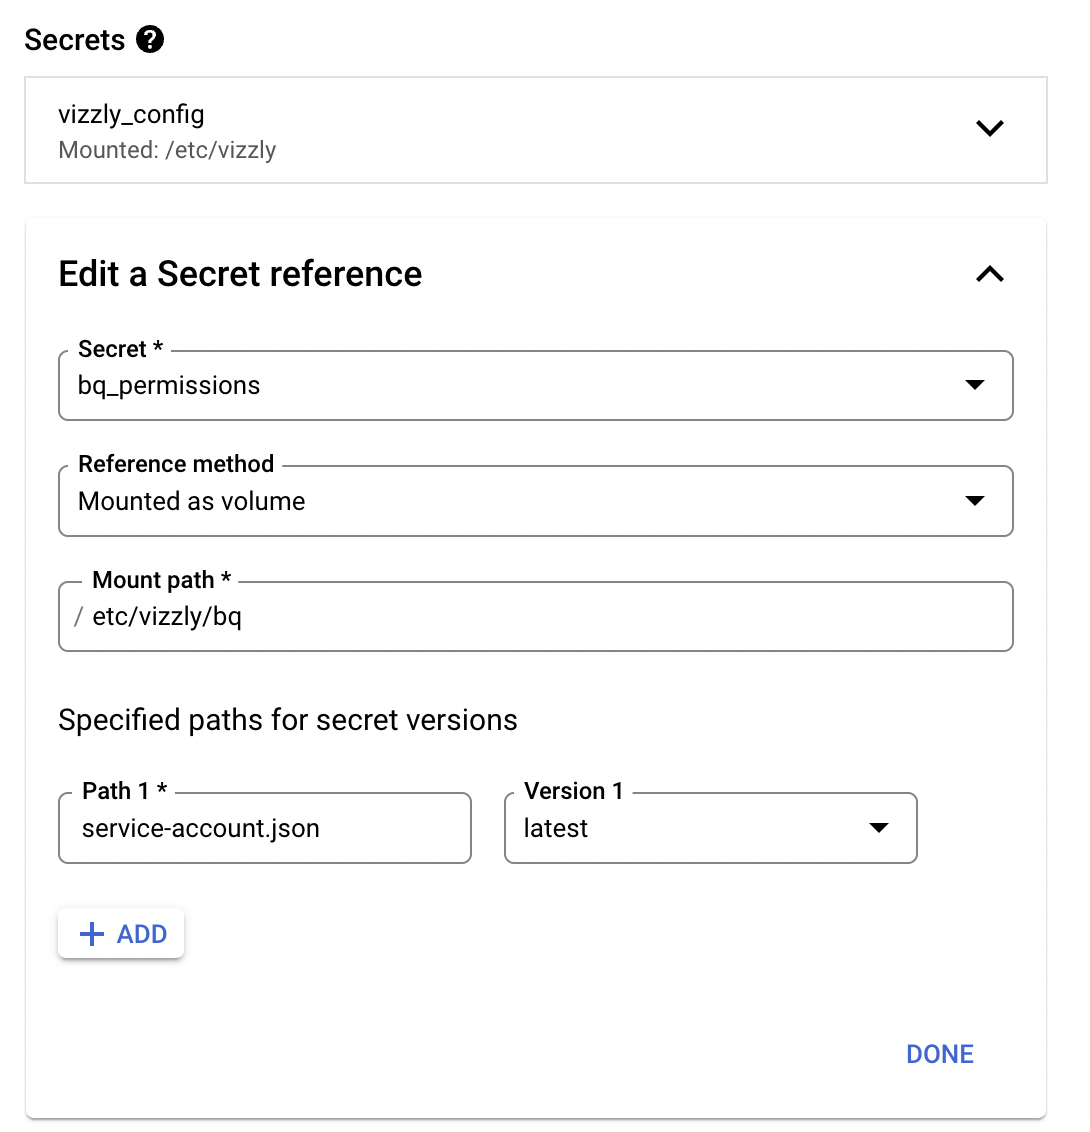 Secrets ?
vizzly_config
Mounted: /etc/vizzly
Edit a Secret reference
Secret *
bq_permissions
Reference method
Mounted as volume
Mount path *
/ etc/vizzly/bq
Specified paths for secret versions
Path 1 * Version 1
service-account.json latest
+ ADD
DONE